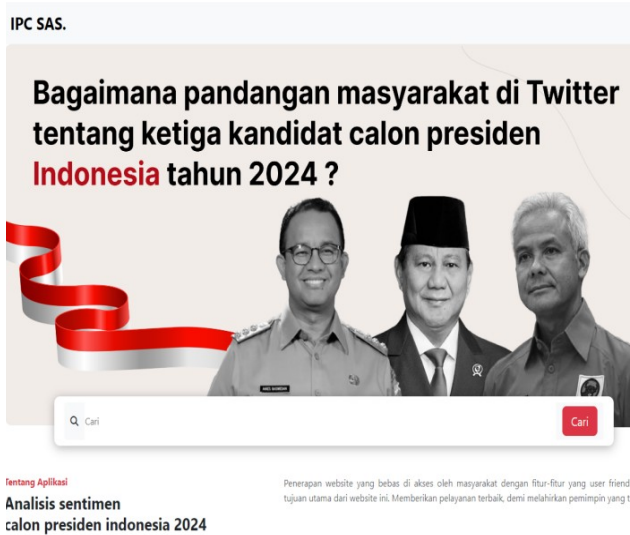 IPC SAS.
Bagaimana pandangan masyarakat di Twitter
tentang ketiga kandidat calon presiden
Indonesia tahun 2024 ?
Cari
Cari
Tentang Aplikasi
Analisis sentimen
calon presiden indonesia 2024
Penerapan website yang bebas di akses oleh masyarakat dengan fitur-fitur yang user friend
tujuan utama dari website ini. Memberikan pelayanan terbaik, demi melahirkan pemimpin yang t